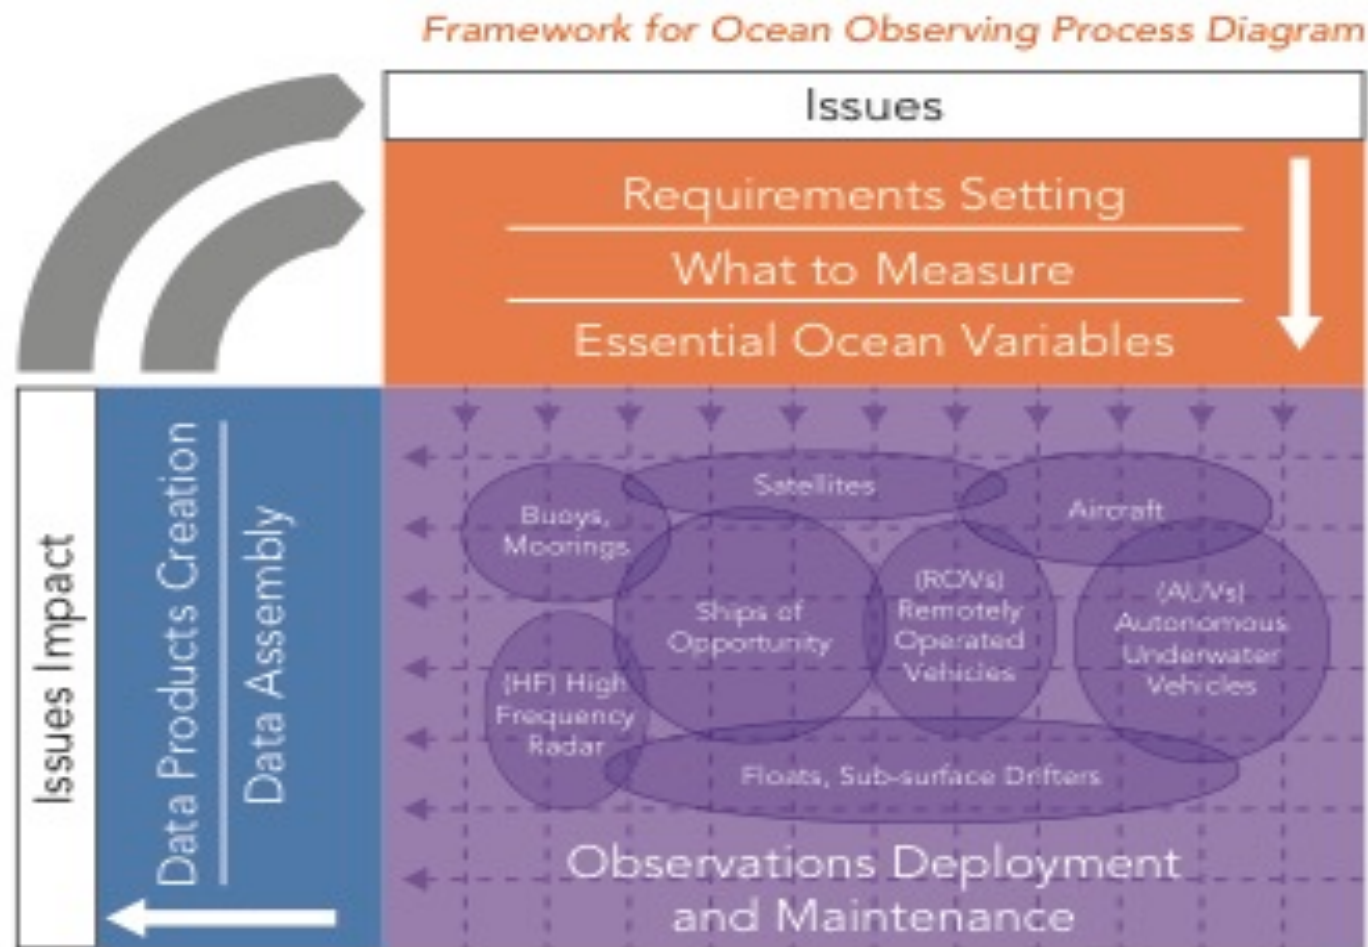 Framework for Ocean Observing Process Diagram
Issues
Requirements Setting
What to Measure
Essential Ocean Variables
Issues Impact
Data Products Creation
Data Assembly
Satellites
Aircraft
Buoys,
Moorings
Ships of
Opportunity
(ROVs)
Remotely
Operated
Vehicles
(AUVs)
Autonomous
Underwater
Vehicles
(HF) High
Frequency
Radar
Floats, Sub-surface Drifters
Observations Deployment
and Maintenance